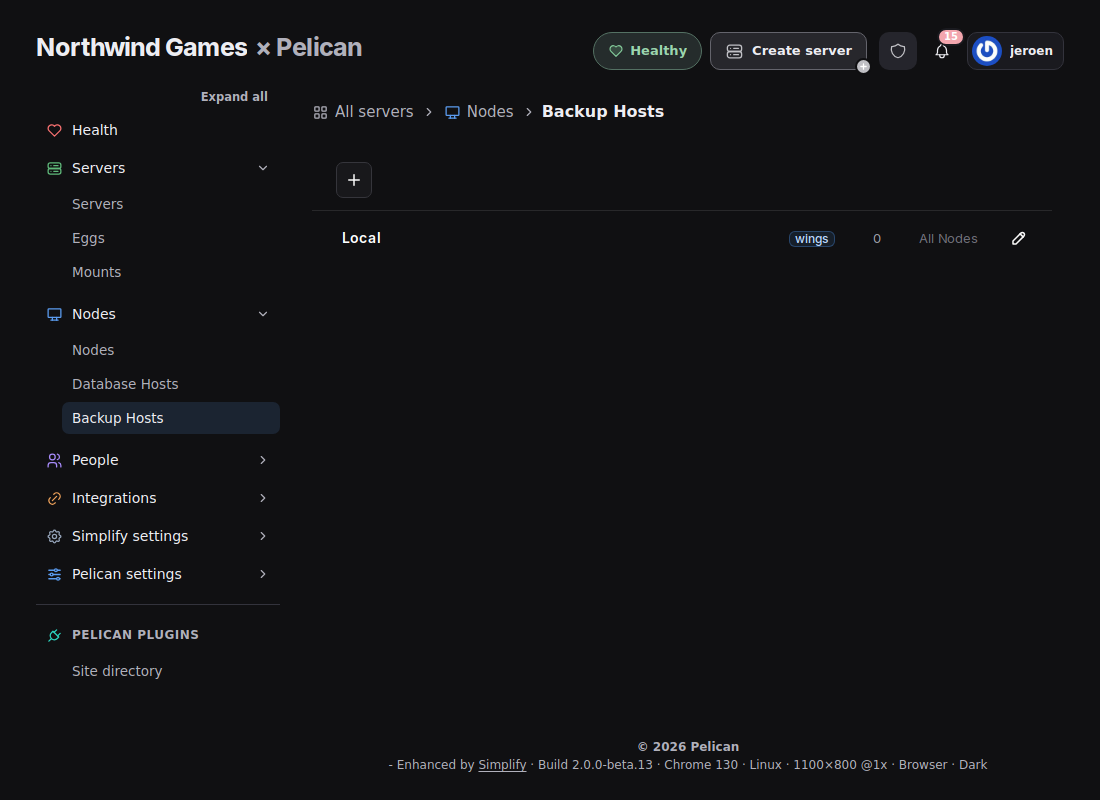 Northwind Games × Pelican
Healthy
Create server
15
jeroen
Expand all
Health
Servers
Servers
Eggs
Mounts
Nodes
Nodes
Database Hosts
Backup Hosts
People
Integrations
Simplify settings
Pelican settings
PELICAN PLUGINS
Site directory
All servers > Nodes > Backup Hosts
Local wings 0 All Nodes
© 2026 Pelican
- Enhanced by Simplify · Build 2.0.0-beta.13 · Chrome 130 · Linux · 1100×800 @1x · Browser · Dark